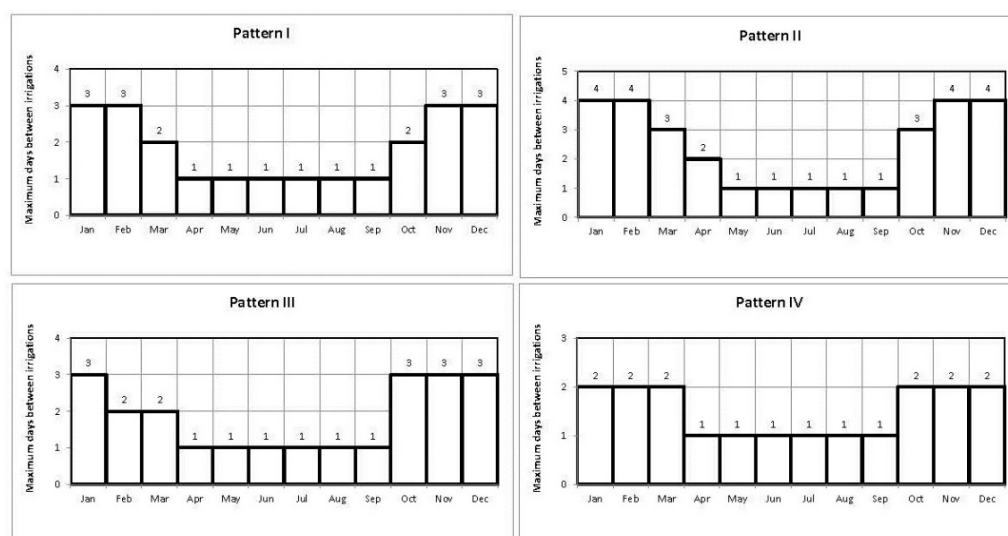 Pattern I
Maximum days between irrigations
4
3
2
1
0
3 3 2 1 1 1 1 1 1 2 3 3
Jan Feb Mar Apr May Jun Jul Aug Sep Oct Nov Dec
Pattern II
Maximum days between irrigations
5
4
3
2
1
0
4 4 3 2 1 1 1 1 1 3 4 4
Jan Feb Mar Apr May Jun Jul Aug Sep Oct Nov Dec
Pattern III
Maximum days between irrigations
4
3
2
1
0
3 2 2 1 1 1 1 1 1 3 3 3
Jan Feb Mar Apr May Jun Jul Aug Sep Oct Nov Dec
Pattern IV
Maximum days between irrigations
3
2
1
0
2 2 2 1 1 1 1 1 1 2 2 2
Jan Feb Mar Apr May Jun Jul Aug Sep Oct Nov Dec